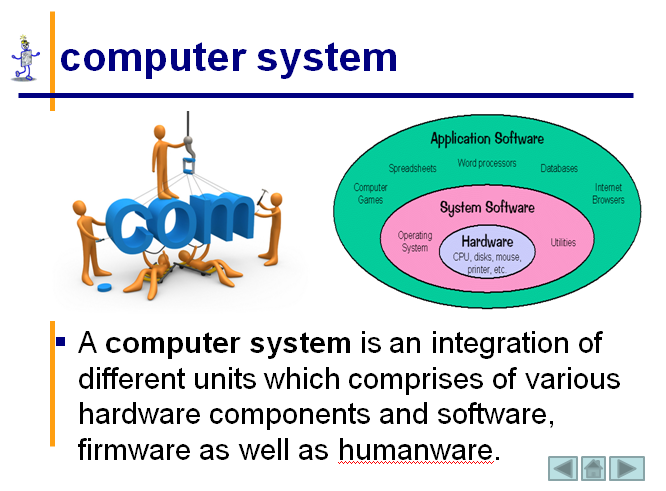 computer system
com
Application Software
Spreadsheets Word processors Databases
Computer Games
Internet Browsers
System Software
Operating System
Utilities
Hardware
CPU, disks, mouse,
printer, etc.
A computer system is an integration of
different units which comprises of various
hardware components and software,
firmware as well as humanware.